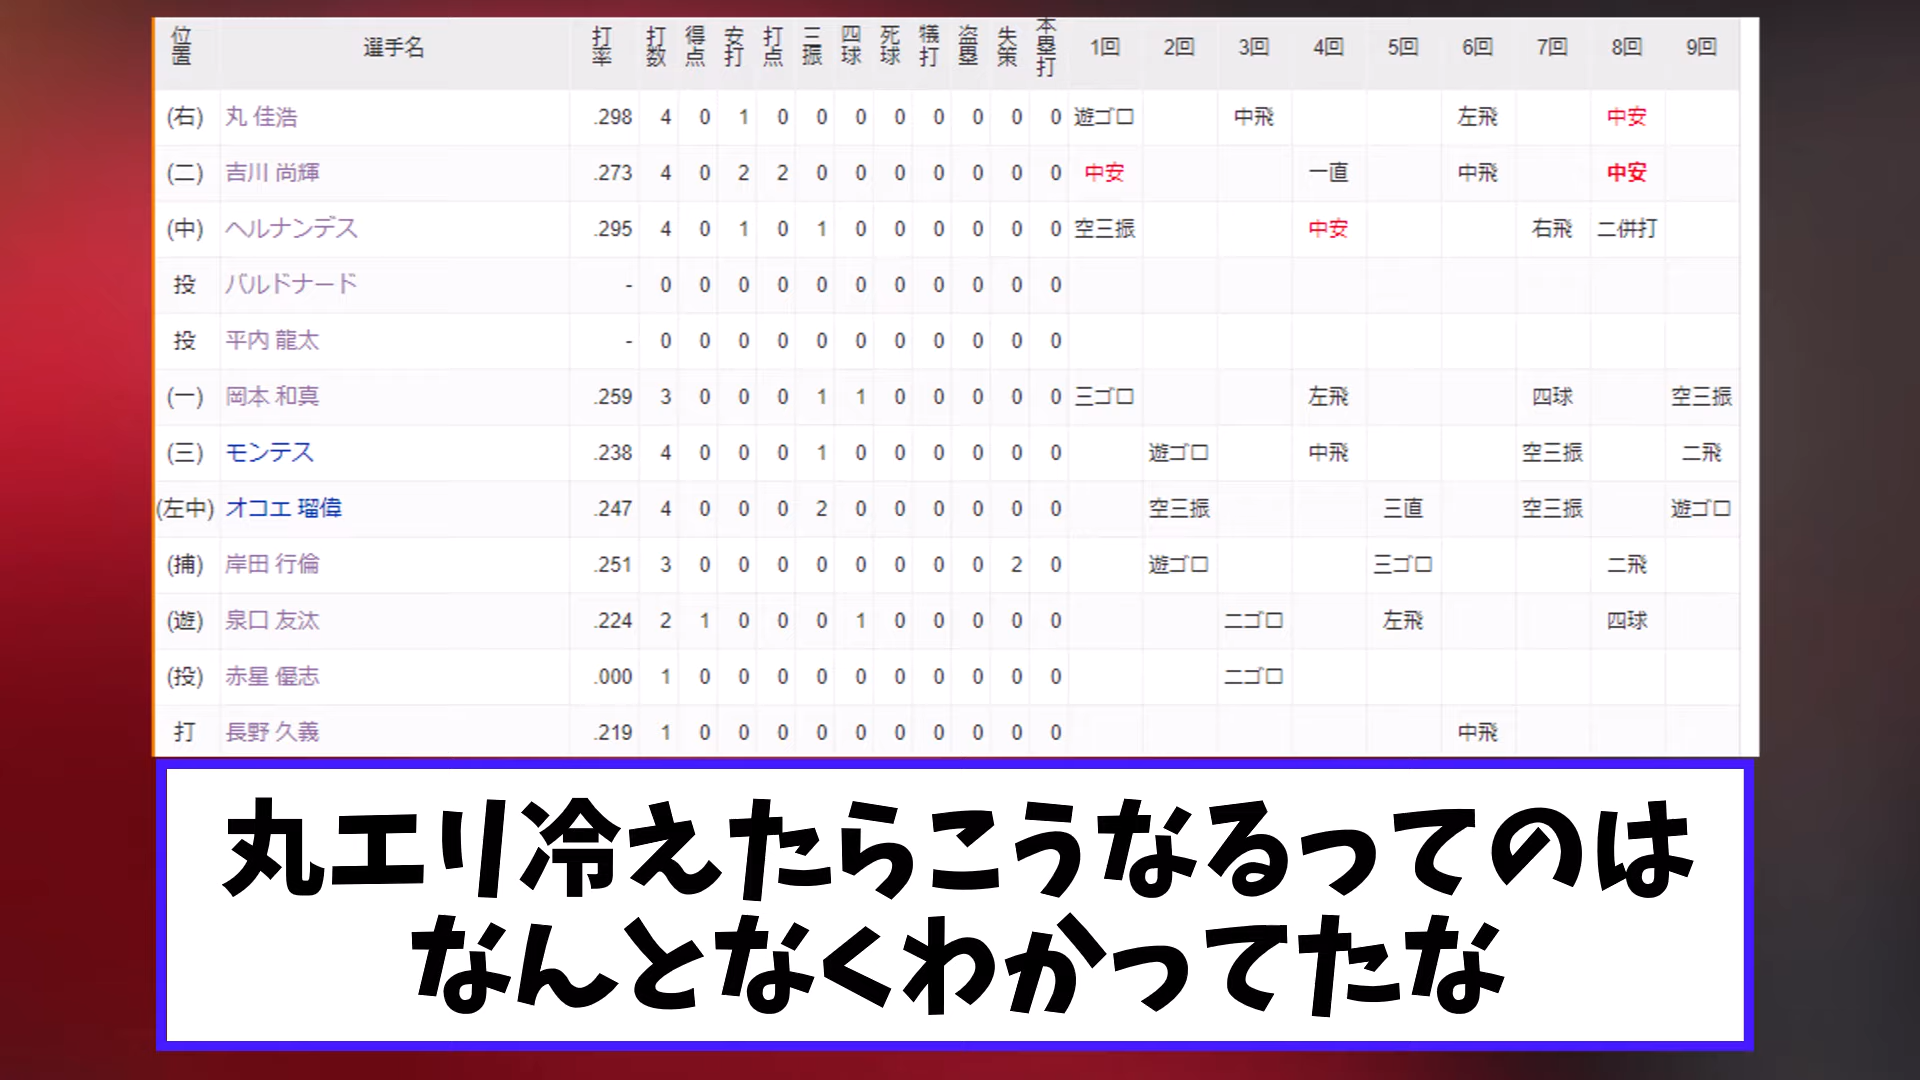 位置 選手名 打率 打数 得点 安打 打点 三振 四球 死球 犠打 盗塁 失策 本塁打 1回 2回 3回 4回 5回 6回 7回 8回 9回
(右) 丸 佳浩 .298 4 0 1 0 0 0 0 0 0 0 0 遊ゴロ 中飛 左飛 中安
(二) 吉川 尚輝 .273 4 0 2 2 0 0 0 0 0 0 0 中安 一直 中飛 中安
(中) ヘルナンデス .295 4 0 1 0 1 0 0 0 0 0 0 空三振 中安 右飛 二併打
投 バルドナード - 0 0 0 0 0 0 0 0 0 0 0
投 平内 龍太 - 0 0 0 0 0 0 0 0 0 0 0
(一) 岡本 和真 .259 3 0 0 0 1 1 0 0 0 0 0 三ゴロ 左飛 四球 空三振
(三) モンテス .238 4 0 0 0 1 0 0 0 0 0 0 遊ゴロ 中飛 空三振 二飛
(左中) オコエ 瑠偉 .247 4 0 0 0 2 0 0 0 0 0 0 空三振 三直 空三振 遊ゴロ
(捕) 岸田 行倫 .251 3 0 0 0 0 0 0 0 0 2 0 遊ゴロ 三ゴロ 二飛
(遊) 泉口 友汰 .224 2 1 0 0 0 1 0 0 0 0 0 二ゴロ 左飛 四球
(投) 赤星 優志 .000 1 0 0 0 0 0 0 0 0 0 0 二ゴロ
打 長野 久義 .219 1 0 0 0 0 0 0 0 0 0 0 中飛
丸エリ冷えたらこうなるってのは
なんとなくわかってたな